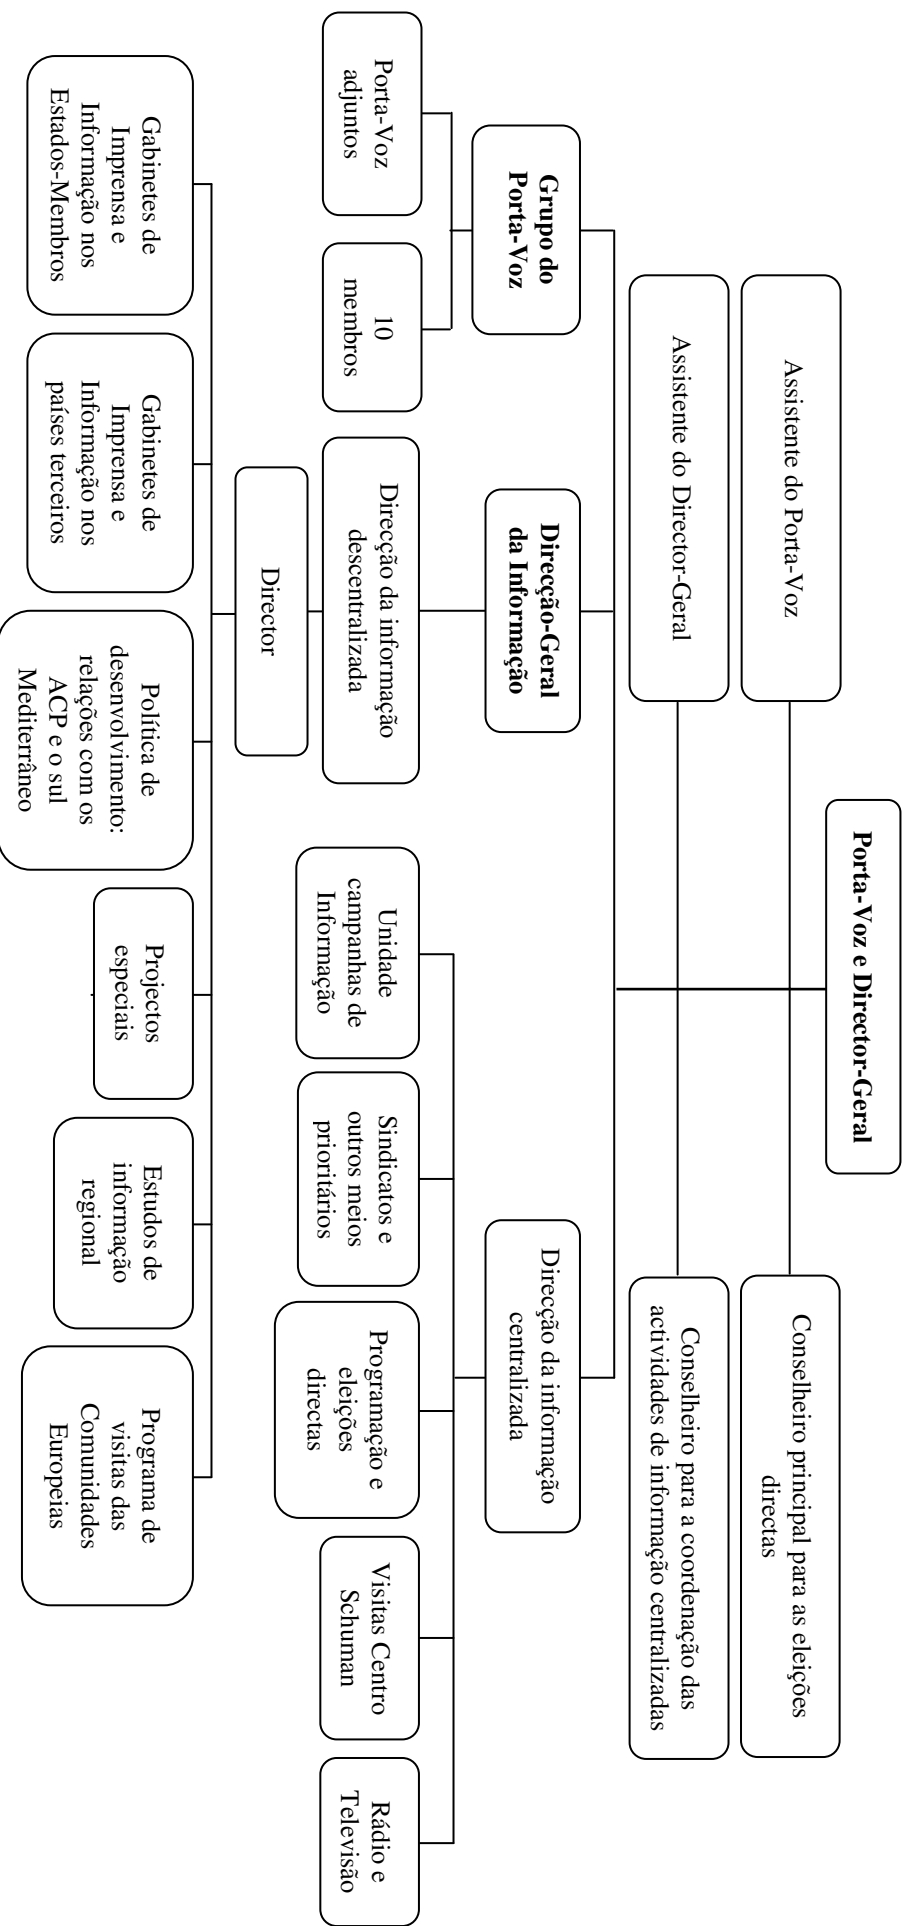 Porta-Voz e Director-Geral
Assistente do Porta-Voz
Conselheiro principal para as eleições
directas
Assistente do Director-Geral
Conselheiro para a coordenação das
actividades de informação centralizadas
Grupo do
Porta-Voz
Direcção-Geral
da Informação
Direcção da informação
centralizada
Porta-Voz
adjuntos
10
membros
Direcção da informação
descentralizada
Unidade
campanhas de
Informação
Sindicatos e
outros meios
prioritários
Programação e
eleições
directas
Visitas Centro
Schuman
Rádio e
Televisão
Director
Gabinetes de
Imprensa e
Informação nos
Estados-Membros
Gabinetes de
Imprensa e
Informação nos
países terceiros
Política de
desenvolvimento:
relações com os
ACP e o sul
Mediterrâneo
Projectos
especiais
Estudos de
informação
regional
Programa de
visitas das
Comunidades
Europeias